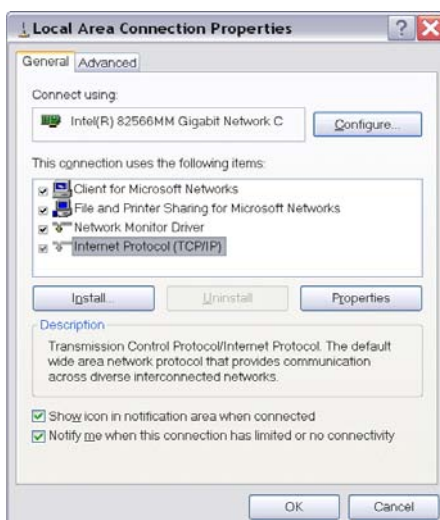 Local Area Connection Properties
General Advanced
Connect using:
Intel(R) 82566MM Gigabit Network C
Configure...
This connection uses the following items:
Client for Microsoft Networks
File and Printer Sharing for Microsoft Networks
Network Monitor Driver
Internet Protocol (TCP/IP)
Install... Uninstall Properties
Description
Transmission Control Protocol/Internet Protocol. The default
wide area network protocol that provides communication
across diverse interconnected networks.
Show icon in notification area when connected
Notify me when this connection has limited or no connectivity
OK Cancel